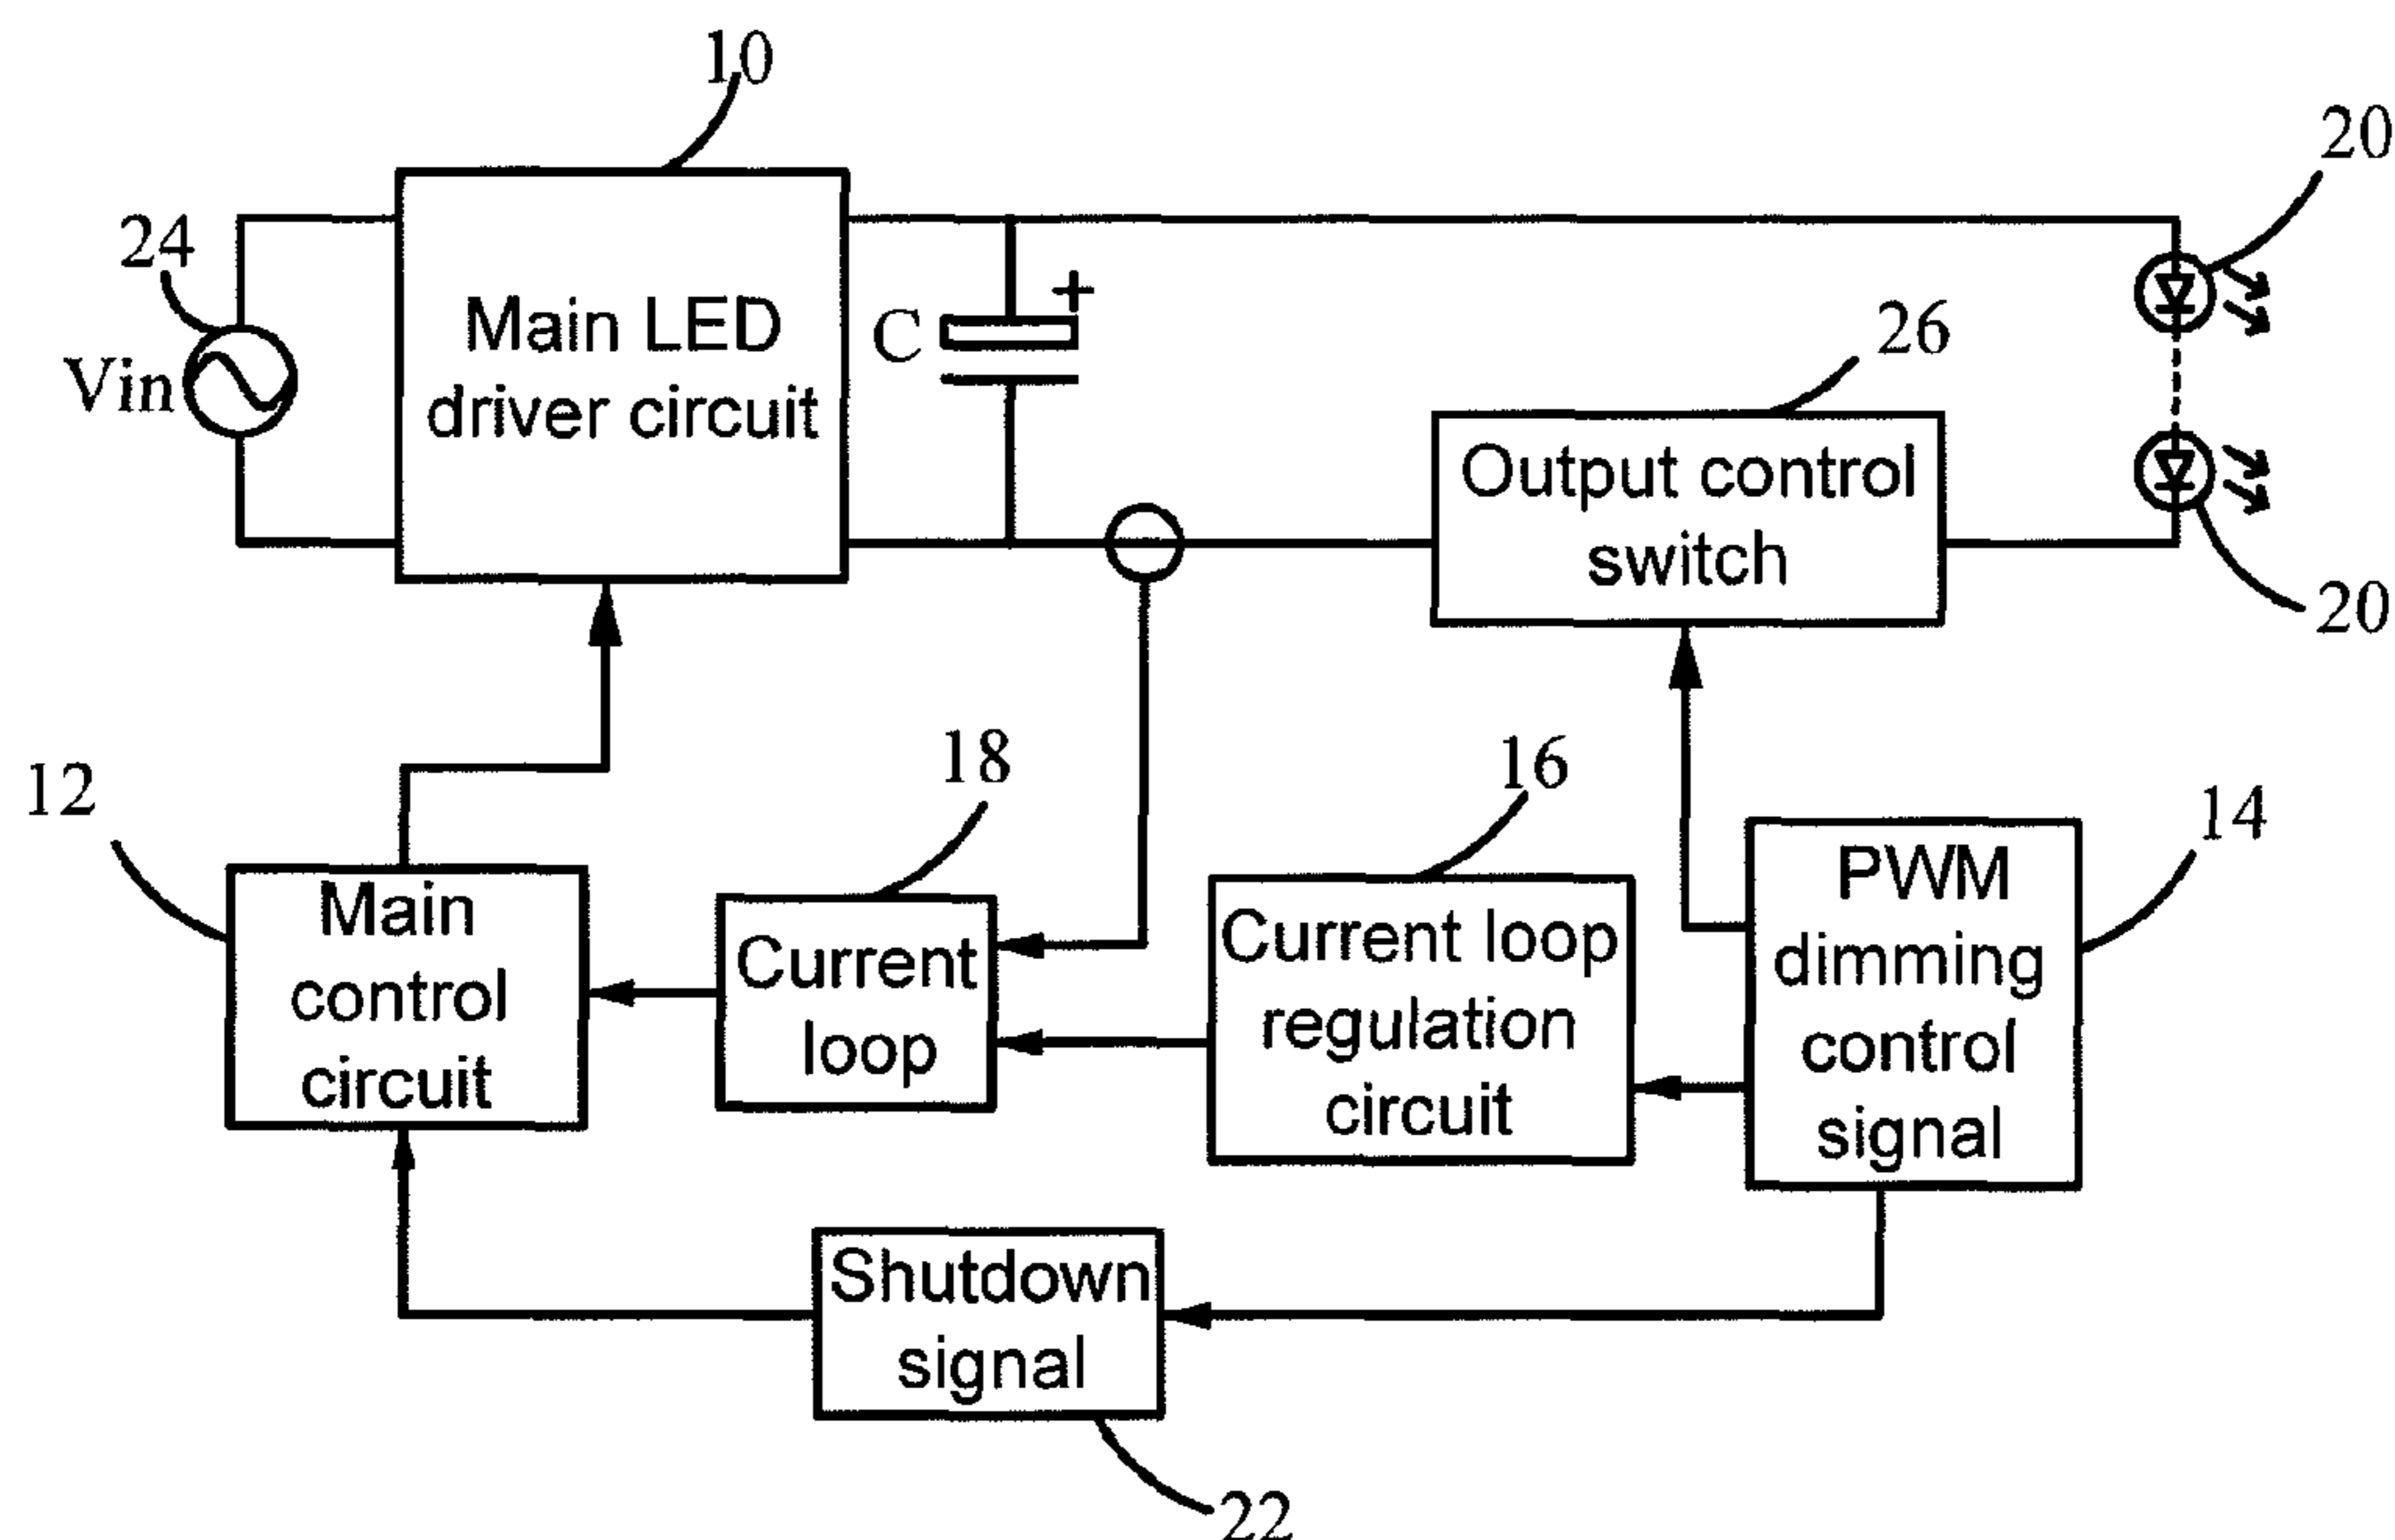 10
20
24
Vin
Main LED
driver circuit
C
+
26
Output control
switch
20
12
18
16
14
Main
control
circuit
Current
loop
Current loop
regulation
circuit
PWM
dimming
control
signal
Shutdown
signal
22